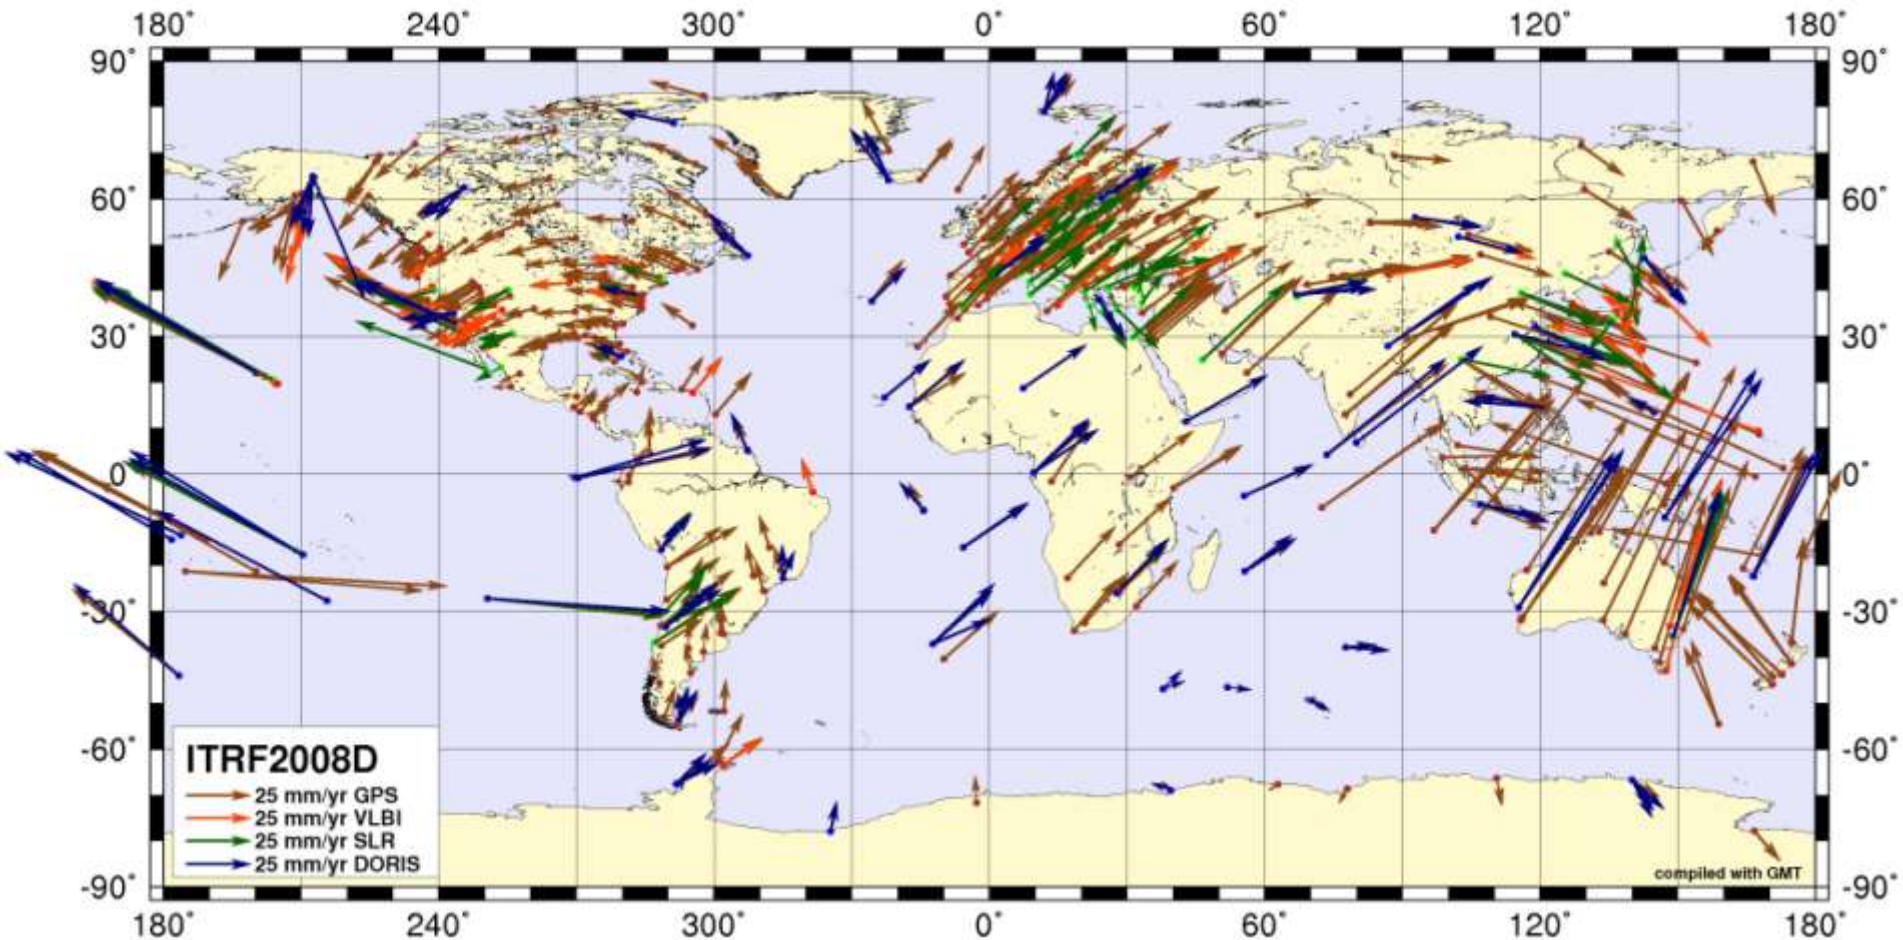 180° 240° 300° 0° 60° 120° 180°
90° 90°
60° 60°
30° 30°
0° 0°
-30° -30°
-60° -60°
-90° -90°
ITRF2008D
25 mm/yr GPS
25 mm/yr VLBI
25 mm/yr SLR
25 mm/yr DORIS
compiled with GMT
180° 240° 300° 0° 60° 120° 180°